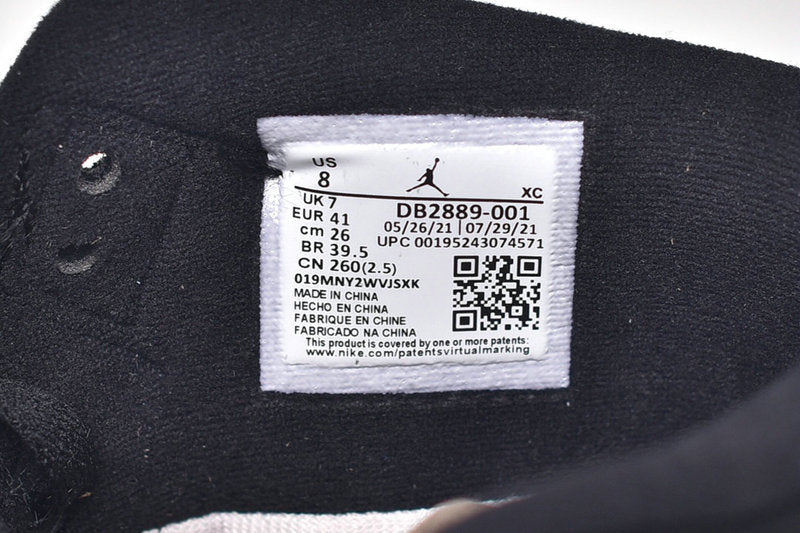 US
8
XC
UK 7
EUR 41
cm 26
BR 39.5
CN 260(2.5)
DB2889-001
05/26/21 | 07/29/21
UPC 00195243074571
019MNY2WVJSXK
MADE IN CHINA
HECHO EN CHINA
FABRIQUE EN CHINE
FABRICADO NA CHINA
This product is covered by one or more patents:
www.nike.com/patentsvirtualmarking